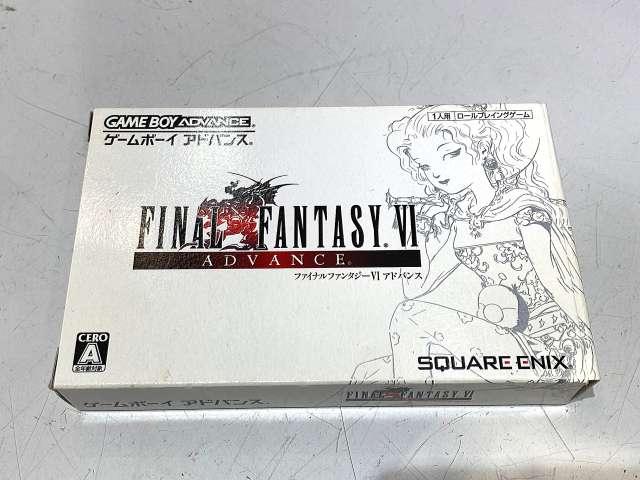 GAME BOY ADVANCE
ゲームボーイ アドバンス
1人用 ロールプレイングゲーム
FINAL FANTASY VI
ADVANCE
ファイナルファンタジーVI アドバンス
CERO
A
全年齢対象
SQUARE ENIX
ゲームボーイ アドバンス
FINAL FANTASY VI